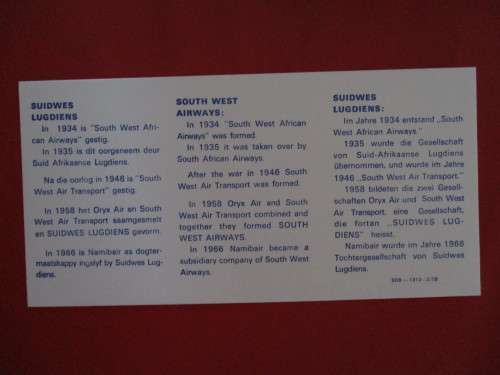 SUIDWES
LUGDIENS
In 1934 is "South West Afri-
can Airways" gestig.
In 1935 is dit oorgeneem deur
Suid Afrikaanse Lugdiens.
Na die oorlog in 1946 is "South
West Air Transport" gestig.
In 1958 het Oryx Air en South
West Air Transport saamgesmelt
en SUIDWES LUGDIENS gevorm.
In 1966 is Namibair as dogter-
maatskappy ingelyf by Suidwes Lug-
diens.
SOUTH WEST
AIRWAYS:
In 1934 "South West African
Airways" was formed.
In 1935 it was taken over by
South African Airways.
After the war in 1946 South
West Air Transport was formed.
In 1958 Oryx Air and South
West Air Transport combined and
together they formed SOUTH
WEST AIRWAYS.
In 1966 Namibair became a
subsidiary company of South West
Airways.
SUIDWES
LUGDIENS:
Im Jahre 1934 entstand „South
West African Airways."
1935 wurde die Gesellschaft
von Suid-Afrikaanse Lugdiens
übernommen, und wurde im Jahre
1946 „South West Air Transport."
1958 bildeten die zwei Gesell-
schaften Oryx Air und South West
Air Transport eine Gesellschaft,
die fortan „SUIDWES LUG-
DIENS" heisst.
Namibair wurde im Jahre 1966
Tochtergesellschaft von Suidwes
Lugdiens.